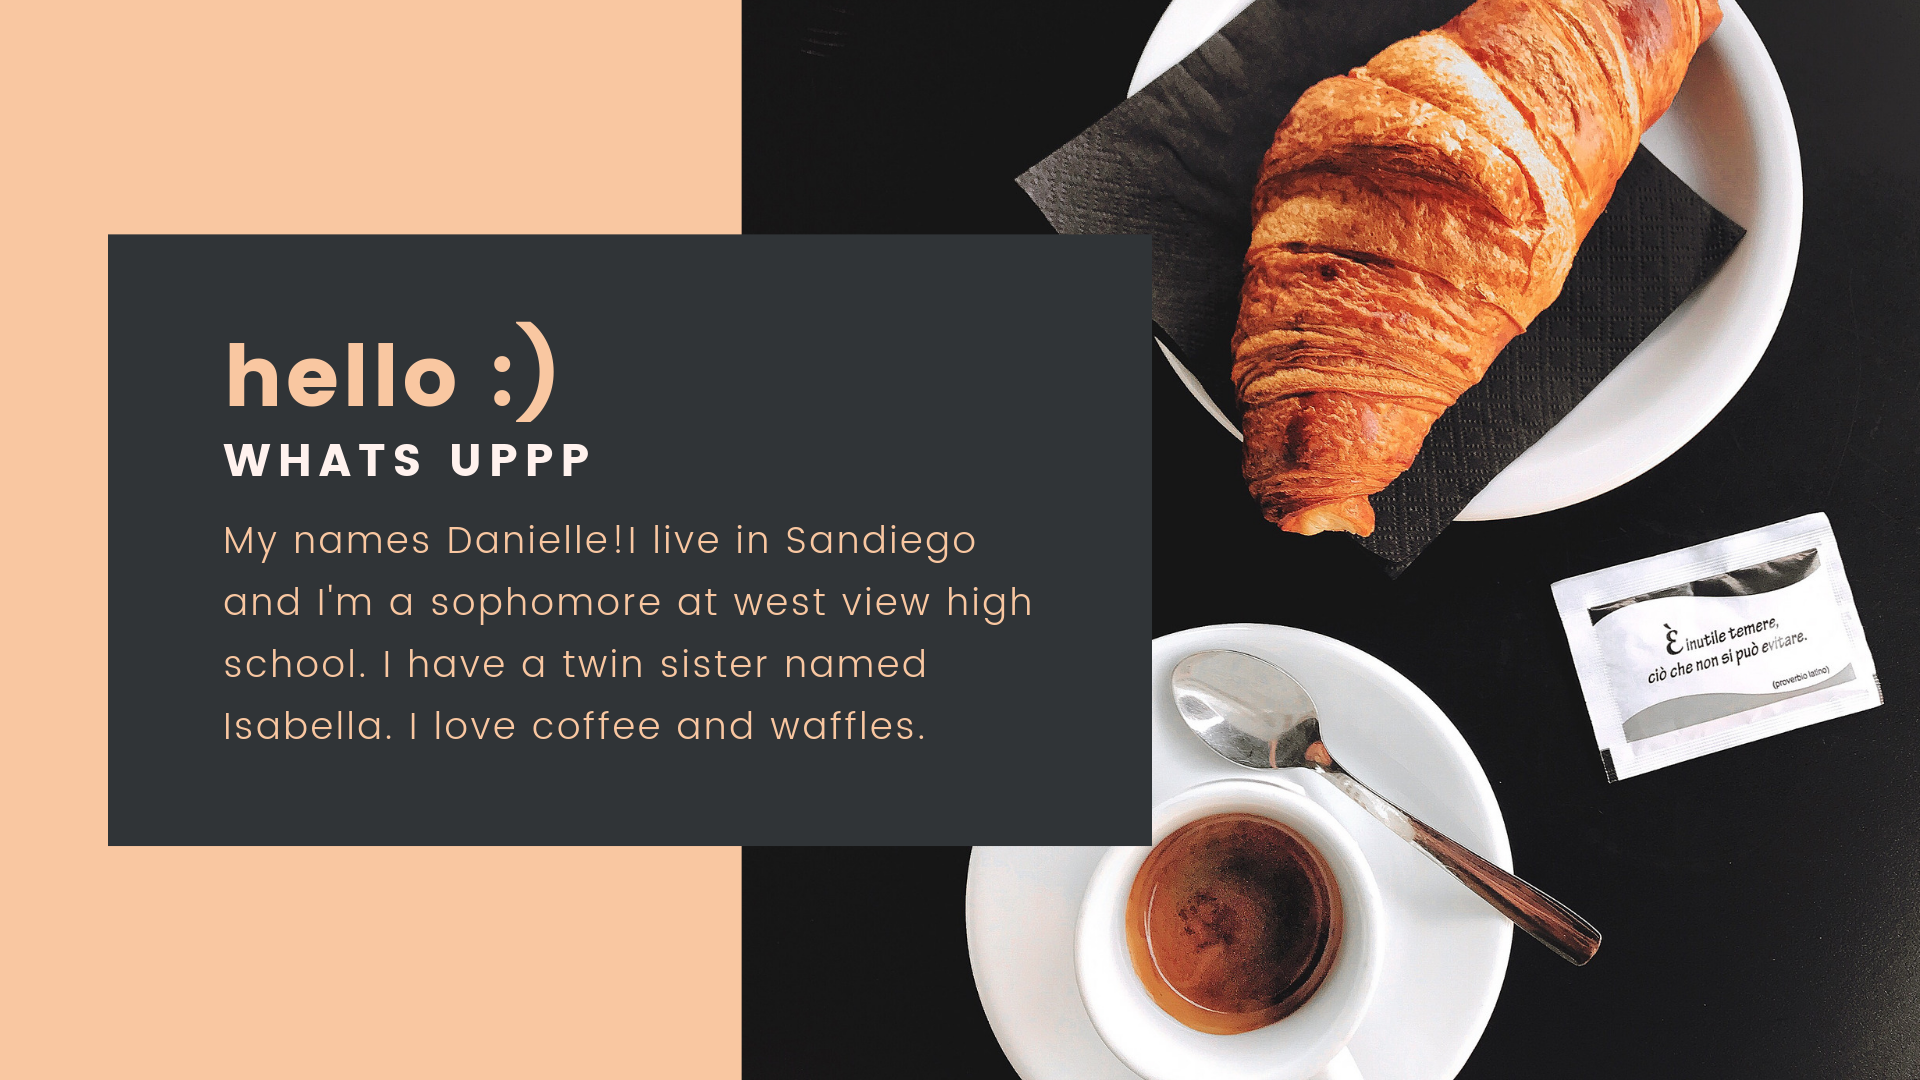 hello :)
WHATS UPPP
My names Danielle!I live in Sandiego
and I'm a sophomore at west view high
school. I have a twin sister named
Isabella. I love coffee and waffles.
È inutile temere,
ciò che non si può evitare.
(proverbio latino)